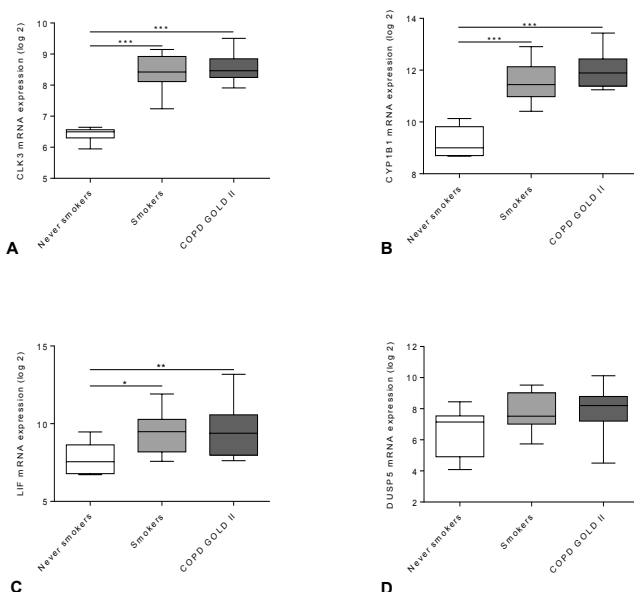 CLK3 mRNA expression (log 2)
10
9
8
7
6
5
***
***
Never smokers
Smokers
COPD GOLD II
A
CYP1B1 mRNA expression (log 2)
14
12
10
8
***
***
Never smokers
Smokers
COPD GOLD II
B
LIF mRNA expression (log 2)
15
10
5
**
*
Never smokers
Smokers
COPD GOLD II
C
DUSP5 mRNA expression (log 2)
12
10
8
6
4
2
Never smokers
Smokers
COPD GOLD II
D